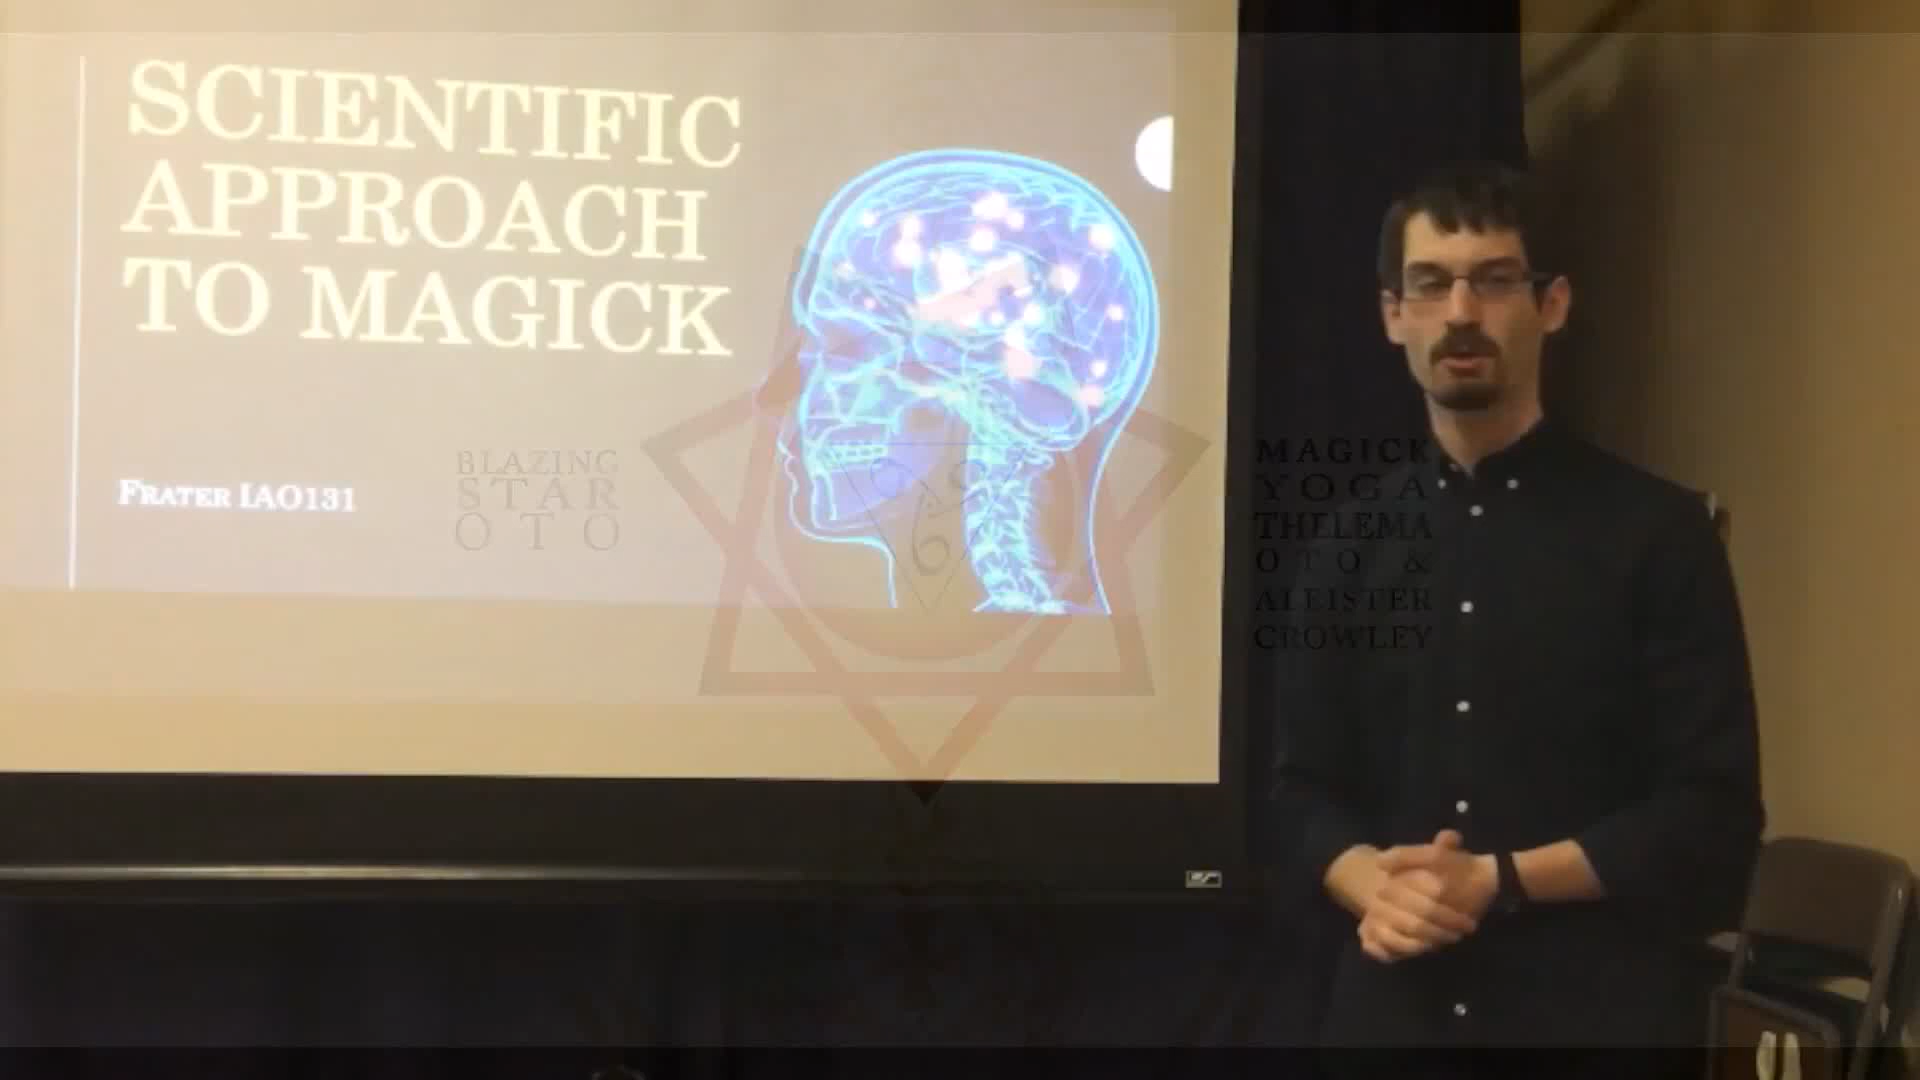 SCIENTIFIC
APPROACH
TO MAGICK
FRATER IAO131
BLAZING
STAR
OTO
MAGICK
YOGA
THELEMA
OTO &
ALEISTER
CROWLEY